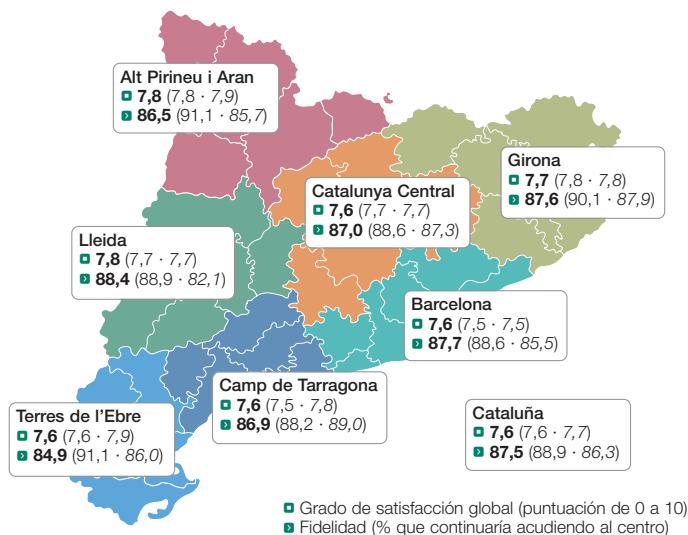 Alt Pirineu i Aran
7,8 (7,8 · 7,9)
86,5 (91,1 · 85,7)
Girona
7,7 (7,8 · 7,8)
87,6 (90,1 · 87,9)
Catalunya Central
7,6 (7,7 · 7,7)
87,0 (88,6 · 87,3)
Lleida
7,8 (7,7 · 7,7)
88,4 (88,9 · 82,1)
Barcelona
7,6 (7,5 · 7,5)
87,7 (88,6 · 85,5)
Camp de Tarragona
7,6 (7,5 · 7,8)
86,9 (88,2 · 89,0)
Terres de l’Ebre
7,6 (7,6 · 7,9)
84,9 (91,1 · 86,0)
Cataluña
7,6 (7,6 · 7,7)
87,5 (88,9 · 86,3)
Grado de satisfacción global (puntuación de 0 a 10)
Fidelidad (% que continuaría acudiendo al centro)